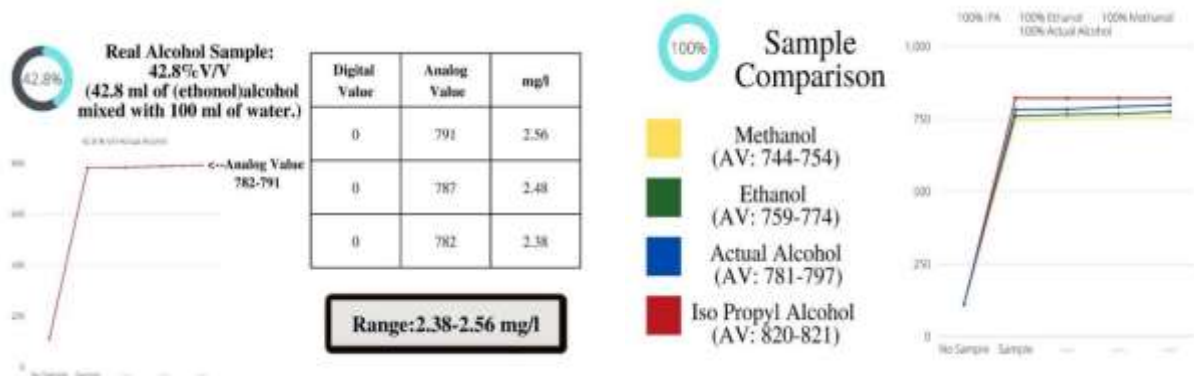 42.8%
Real Alcohol Sample:
42.8%V/V
(42.8 ml of (ethonol)alcohol
mixed with 100 ml of water.)
<--Analog Value
782-791
0
Digital Value
Analog Value
mg/l
0
791
2.56
0
787
2.48
0
782
2.38
Range:2.38-2.56 mg/l
100%
Sample
Comparison
Methanol
(AV: 744-754)
Ethanol
(AV: 759-774)
Actual Alcohol
(AV: 781-797)
Iso Propyl Alcohol
(AV: 820-821)
100% IPA
100% Ethanol
100% Methanol
100% Actual Alcohol
1,000
750
500
250
0
No Sample
Sample